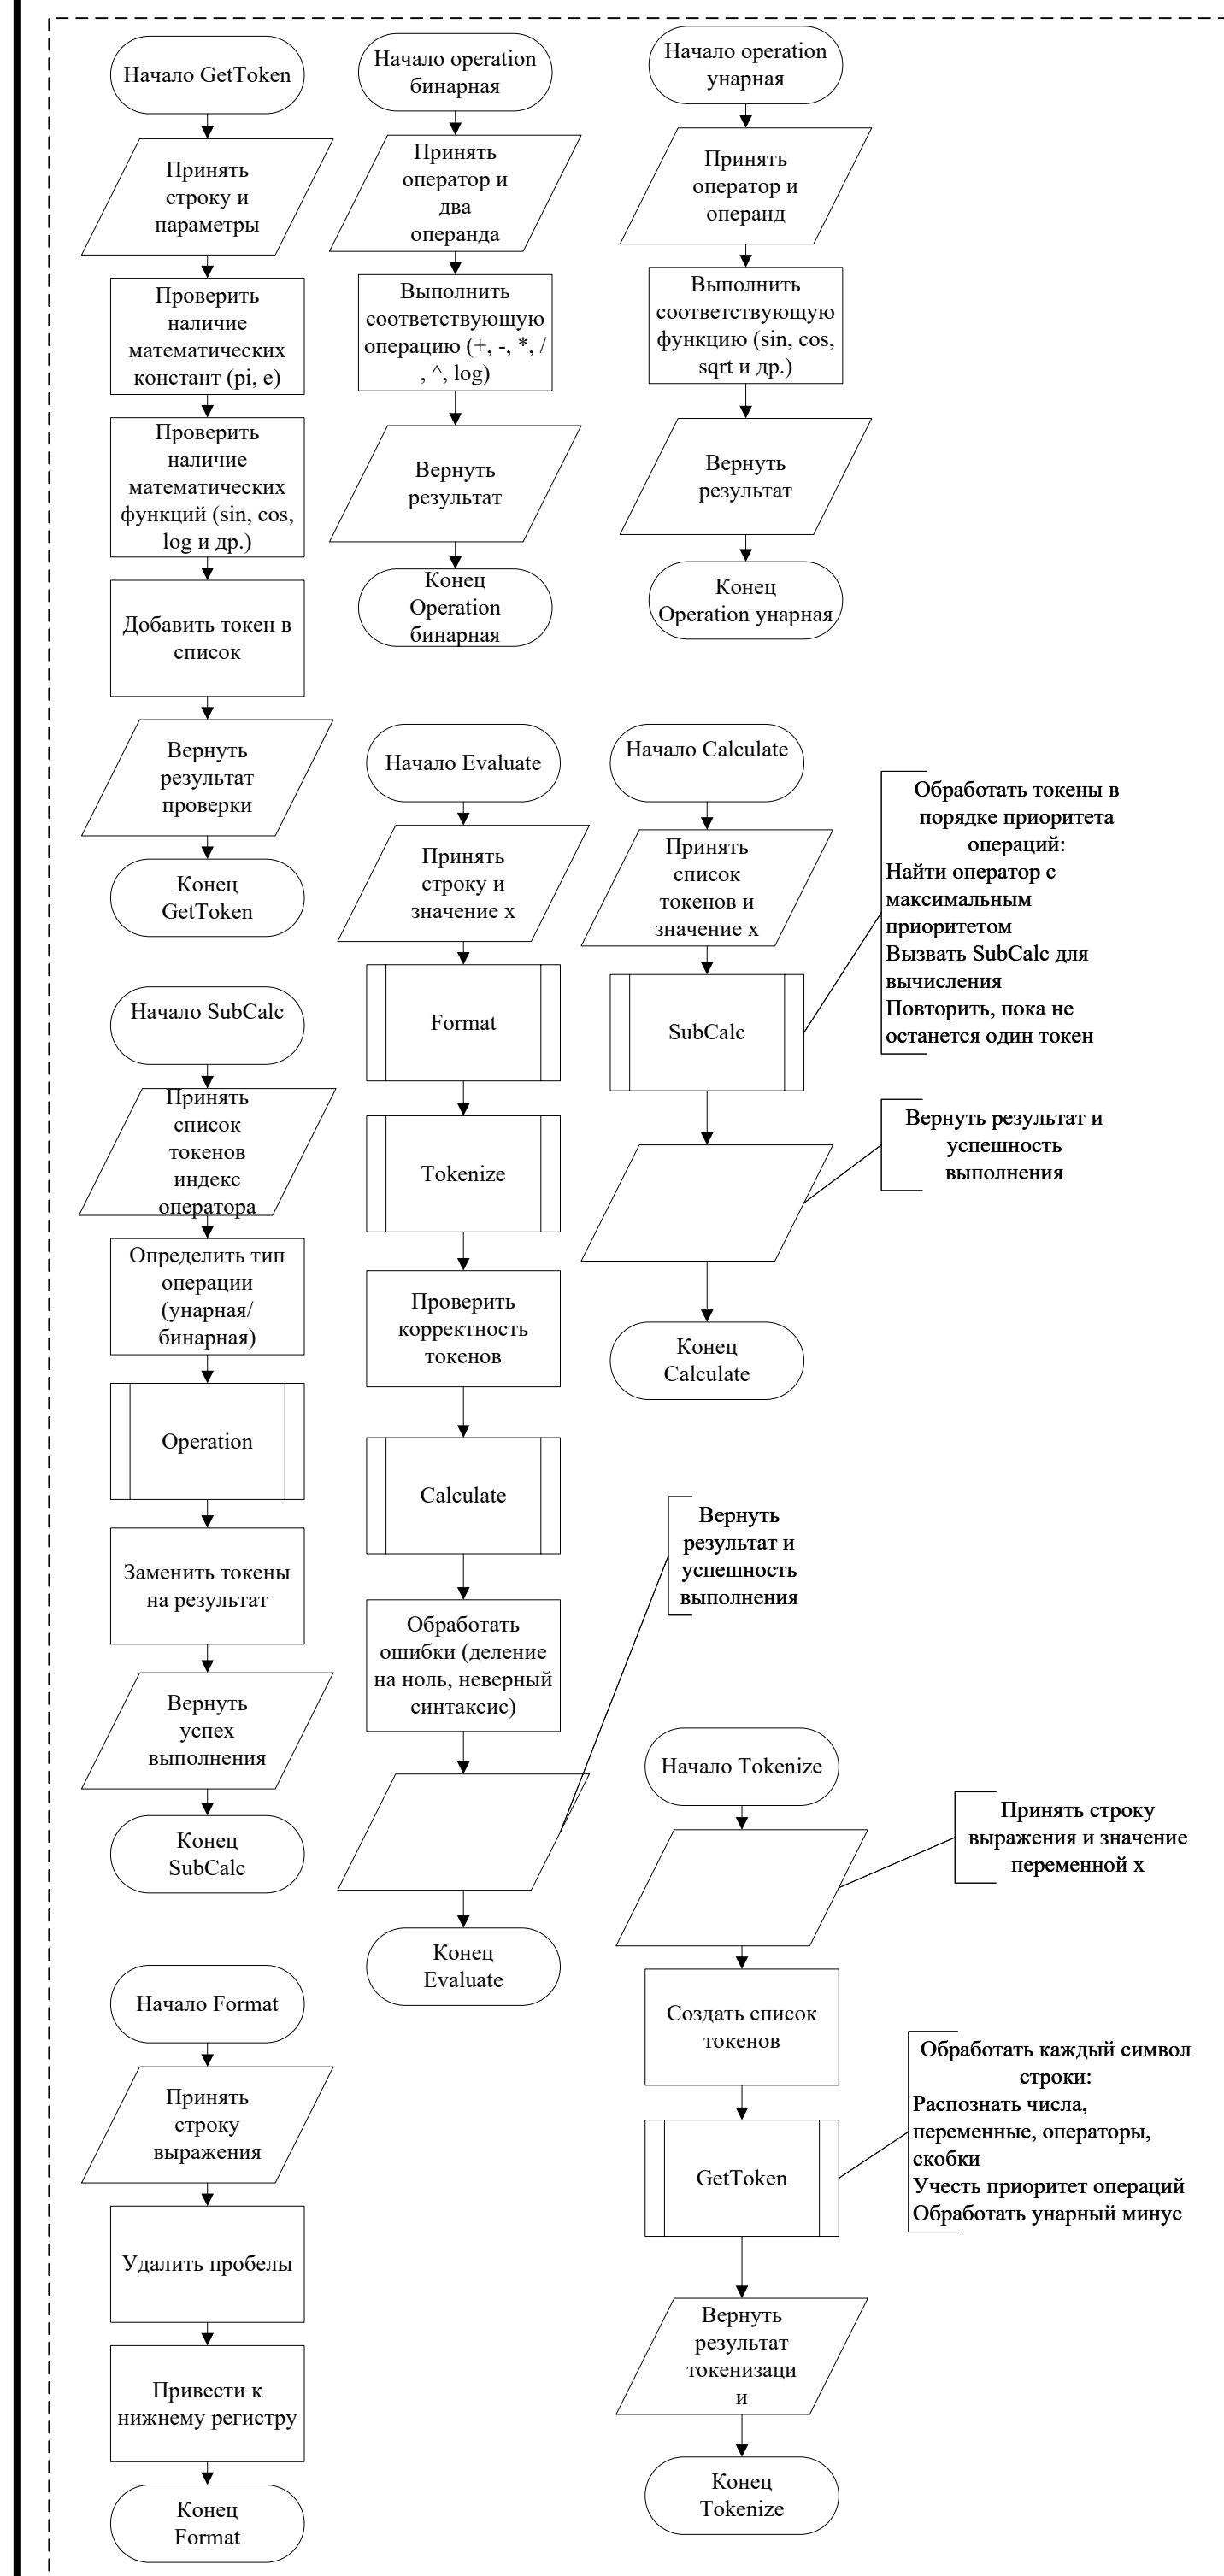 Начало GetToken
Принять
строку и
параметры
Проверить
наличие
математических
констант (pi, e)
Проверить
наличие
математических
функций (sin, cos,
log и др.)
Добавить токен в
список
Вернуть
результат
проверки
Конец
GetToken
Начало operation
бинарная
Принять
оператор и
два
операнда
Выполнить
соответствующую
операцию (+, -, *, /
, ^, log)
Вернуть
результат
Конец
Operation
бинарная
Начало operation
унарная
Принять
оператор и
операнд
Выполнить
соответствующую
функцию (sin, cos,
sqrt и др.)
Вернуть
результат
Конец
Operation унарная
Начало SubCalc
Принять
список
токенов
индекс
оператора
Определить тип
операции
(унарная/
бинарная)
Operation
Заменить токены
на результат
Вернуть
успех
выполнения
Конец
SubCalc
Начало Evaluate
Принять
строку и
значение x
Format
Tokenize
Проверить
корректность
токенов
Calculate
Обработать
ошибки (деление
на ноль, неверный
синтаксис)
Вернуть
результат и
успешность
выполнения
Конец
Evaluate
Начало Calculate
Принять
список
токенов и
значение x
SubCalc
Обработать токены в
порядке приоритета
операций:
Найти оператор с
максимальным
приоритетом
Вызвать SubCalc для
вычисления
Повторить, пока не
останется один токен
Вернуть результат и
успешность
выполнения
Конец
Calculate
Начало Format
Принять
строку
выражения
Удалить пробелы
Привести к
нижнему регистру
Конец
Format
Начало Tokenize
Принять строку
выражения и значение
переменной x
Создать список
токенов
GetToken
Обработать каждый символ
строки:
Распознать числа,
переменные, операторы,
скобки
Учесть приоритет операций
Обработать унарный минус
Вернуть
результат
токенизаци
и
Конец
Tokenize